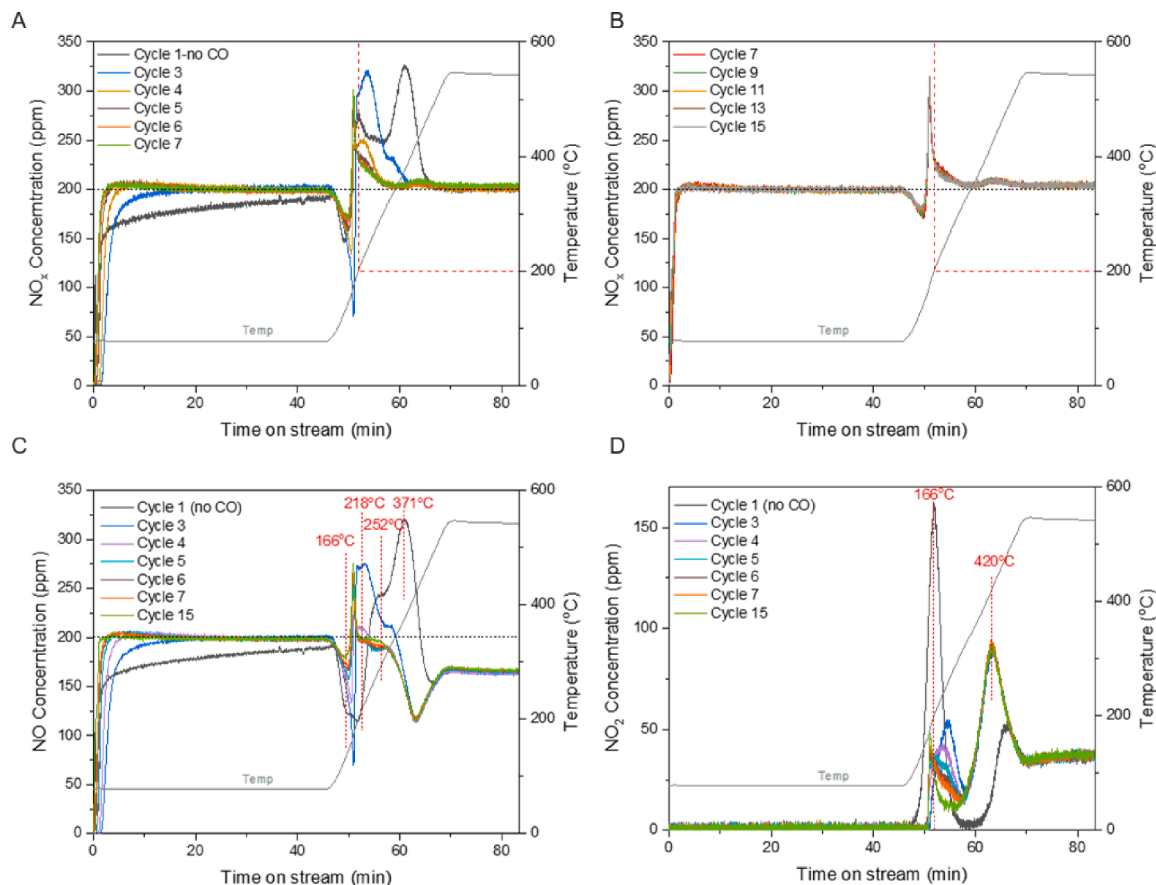 A
NOx Concerntration (ppm)
350
300
250
200
150
100
50
0
Cycle 1-no CO
Cycle 3
Cycle 4
Cycle 5
Cycle 6
Cycle 7
Temp
600
400
200
0
Temperature (°C)
0 20 40 60 80
Time on stream (min)
B
NOx Concerntration (ppm)
350
300
250
200
150
100
50
0
Cycle 7
Cycle 9
Cycle 11
Cycle 13
Cycle 15
Temp
600
400
200
0
Temperature (°C)
0 20 40 60 80
Time on stream (min)
C
NO Concerntration (ppm)
350
300
250
200
150
100
50
0
Cycle 1 (no CO)
Cycle 3
Cycle 4
Cycle 5
Cycle 6
Cycle 7
Cycle 15
218°C 371°C
252°C
166°C
Temp
600
400
200
0
Temperature (°C)
0 20 40 60 80
Time on stream (min)
D
NO2 Concerntration (ppm)
150
100
50
0
Cycle 1 (no CO)
Cycle 3
Cycle 4
Cycle 5
Cycle 6
Cycle 7
Cycle 15
166°C
420°C
Temp
600
400
200
0
Temperature (°C)
0 20 40 60 80
Time on stream (min)